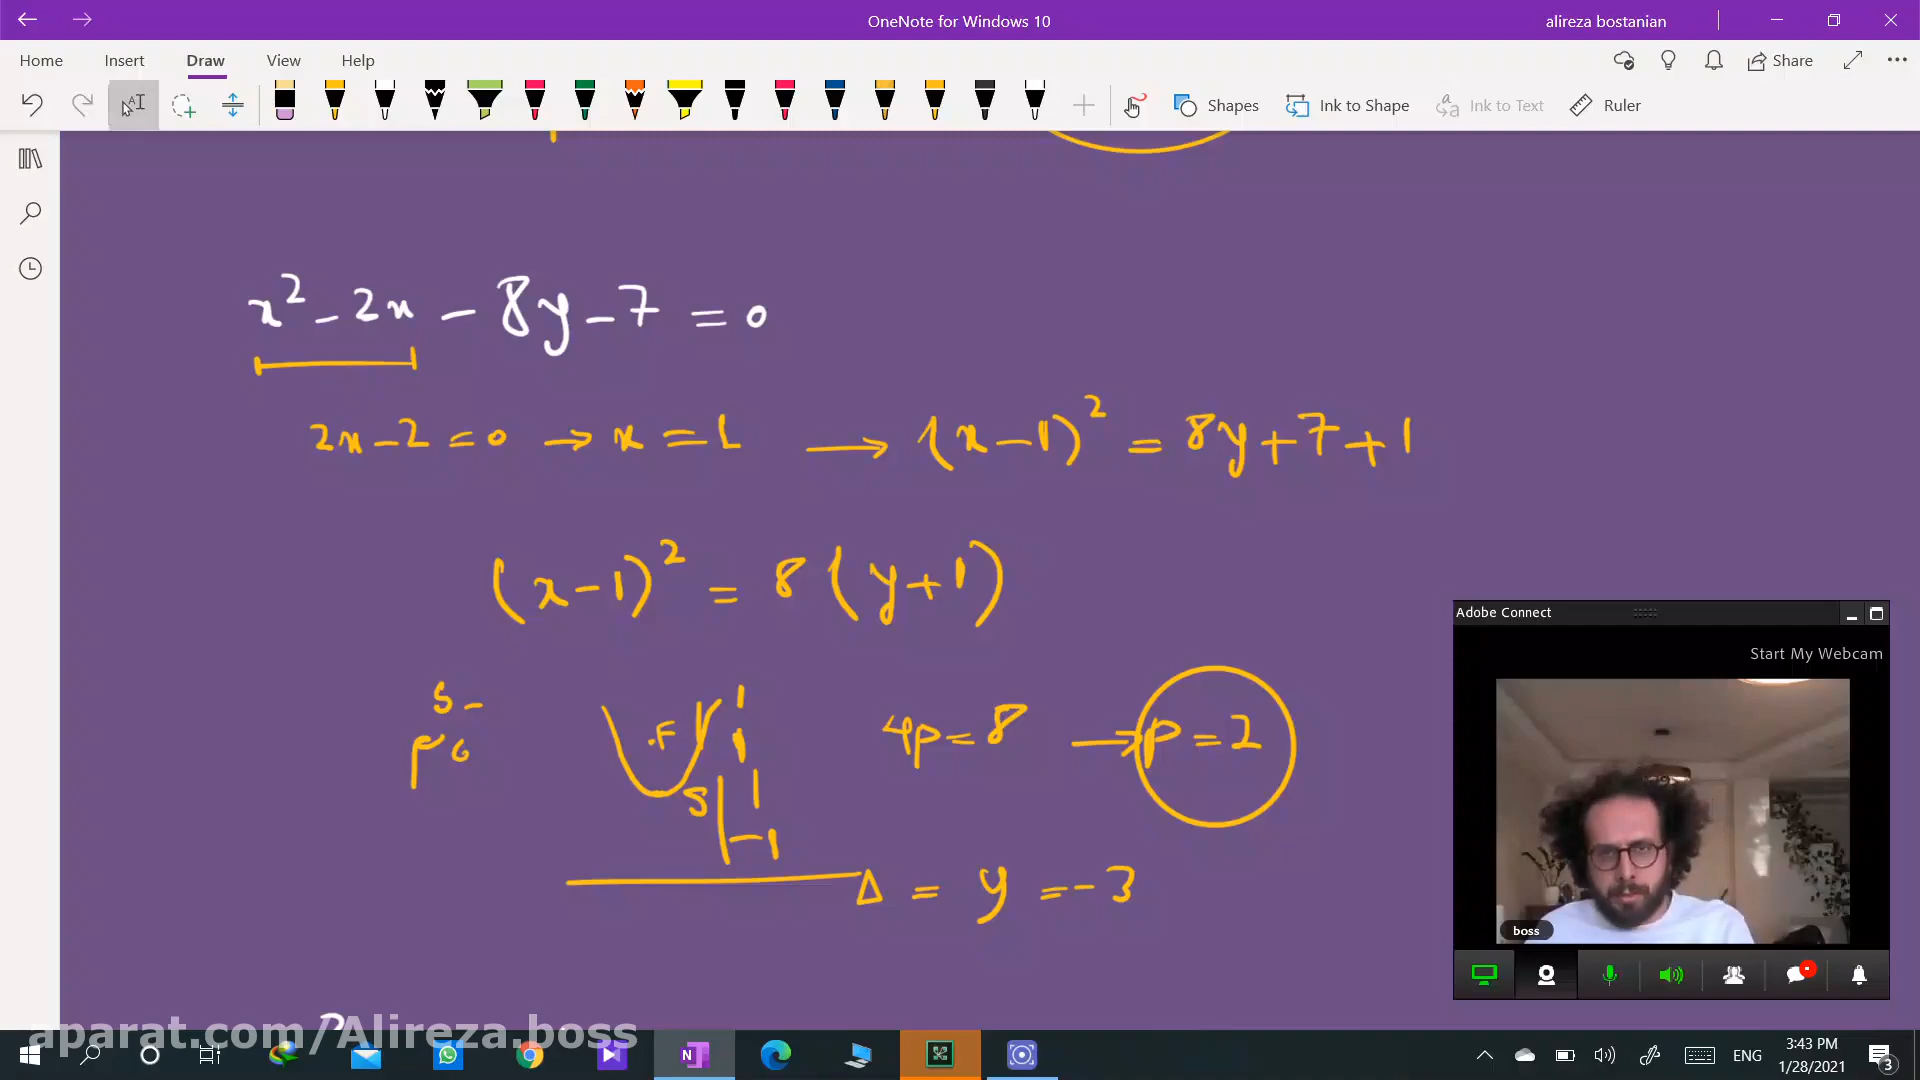 OneNote for Windows 10
alireza bostanian
Home Insert Draw View Help
Share
Shapes Ink to Shape Ink to Text Ruler
x² - 2x - 8y - 7 = 0
2x - 2 = 0 → x = 1 → (x - 1)² = 8y + 7 + 1
(x - 1)² = 8(y + 1)
.F
S
1
-1
4p = 8 → p = 2
Δ = y = -3
Adobe Connect
Start My Webcam
boss
aparat.com/Alireza.boss
ENG
3:43 PM
1/28/2021
3